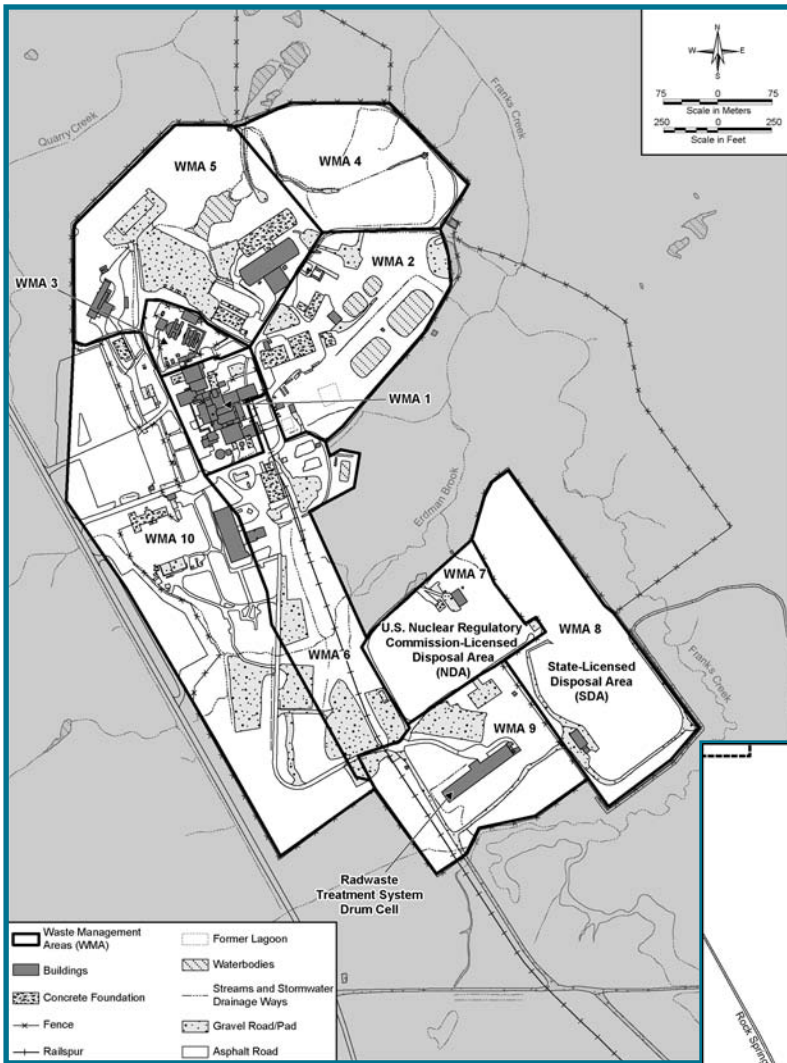 N
W
E
S
75
0
75
Scale in Meters
250
0
250
Scale in Feet
Quarry Creek
Franks Creek
WMA 5
WMA 4
WMA 2
WMA 3
WMA 1
Erdman Brook
WMA 10
WMA 7
U.S. Nuclear Regulatory
Commission-Licensed
Disposal Area
(NDA)
WMA 8
State-Licensed
Disposal Area
(SDA)
Franks Creek
WMA 6
WMA 9
Radwaste
Treatment System
Drum Cell
Waste Management
Areas (WMA)
Buildings
Concrete Foundation
Fence
Railspur
Former Lagoon
Waterbodies
Streams and Stormwater
Drainage Ways
Gravel Road/Pad
Asphalt Road
Rock Spring